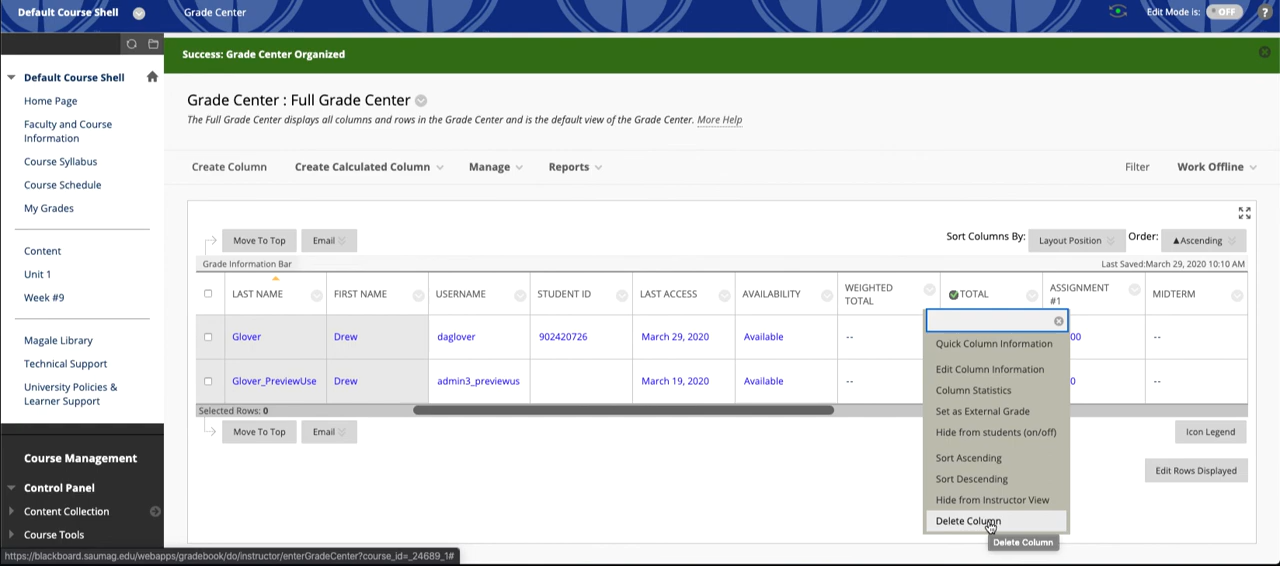 Default Course Shell
Grade Center
Edit Mode is:
OFF
?
Success: Grade Center Organized
Default Course Shell
Home Page
Faculty and Course
Information
Course Syllabus
Course Schedule
My Grades
Content
Unit 1
Week #9
Magale Library
Technical Support
University Policies &
Learner Support
Course Management
Control Panel
Content Collection
Course Tools
Grade Center : Full Grade Center
The Full Grade Center displays all columns and rows in the Grade Center and is the default view of the Grade Center. More Help
Create Column
Create Calculated Column
Manage
Reports
Filter
Work Offline
Move To Top
Email
Sort Columns By:
Layout Position
Order:
▲Ascending
Grade Information Bar
Last Saved:March 29, 2020 10:10 AM
LAST NAME
FIRST NAME
USERNAME
STUDENT ID
LAST ACCESS
AVAILABILITY
WEIGHTED
TOTAL
TOTAL
ASSIGNMENT
#1
MIDTERM
Glover
Drew
daglover
902420726
March 29, 2020
Available
--
00
--
Glover_PreviewUse
Drew
admin3_previewus
March 19, 2020
Available
--
0
--
Selected Rows: 0
Move To Top
Email
Icon Legend
Edit Rows Displayed
Quick Column Information
Edit Column Information
Column Statistics
Set as External Grade
Hide from students (on/off)
Sort Ascending
Sort Descending
Hide from Instructor View
Delete Column
Delete Column
https://blackboard.saumag.edu/webapps/gradebook/do/instructor/enterGradeCenter?course_id=_24689_1#